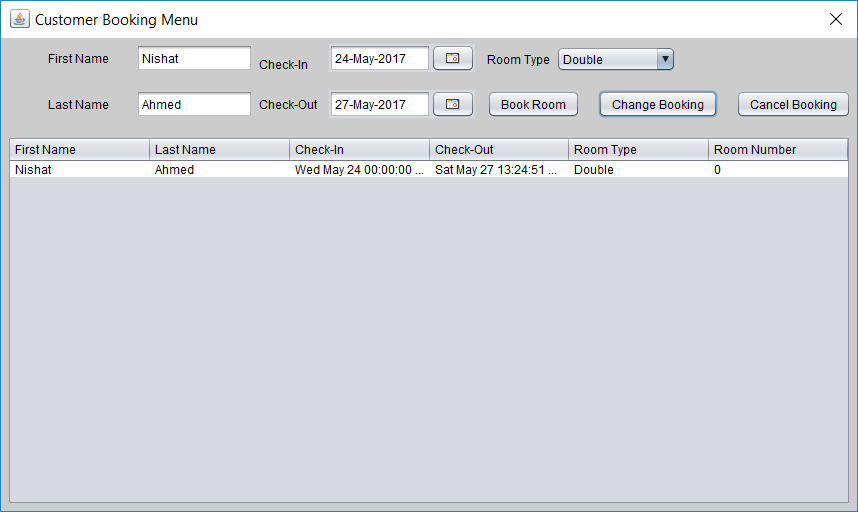 Customer Booking Menu
First Name Nishat Check-In 24-May-2017 Room Type Double
Last Name Ahmed Check-Out 27-May-2017 Book Room Change Booking Cancel Booking
First Name Last Name Check-In Check-Out Room Type Room Number
Nishat Ahmed Wed May 24 00:00:00 ... Sat May 27 13:24:51 ... Double 0